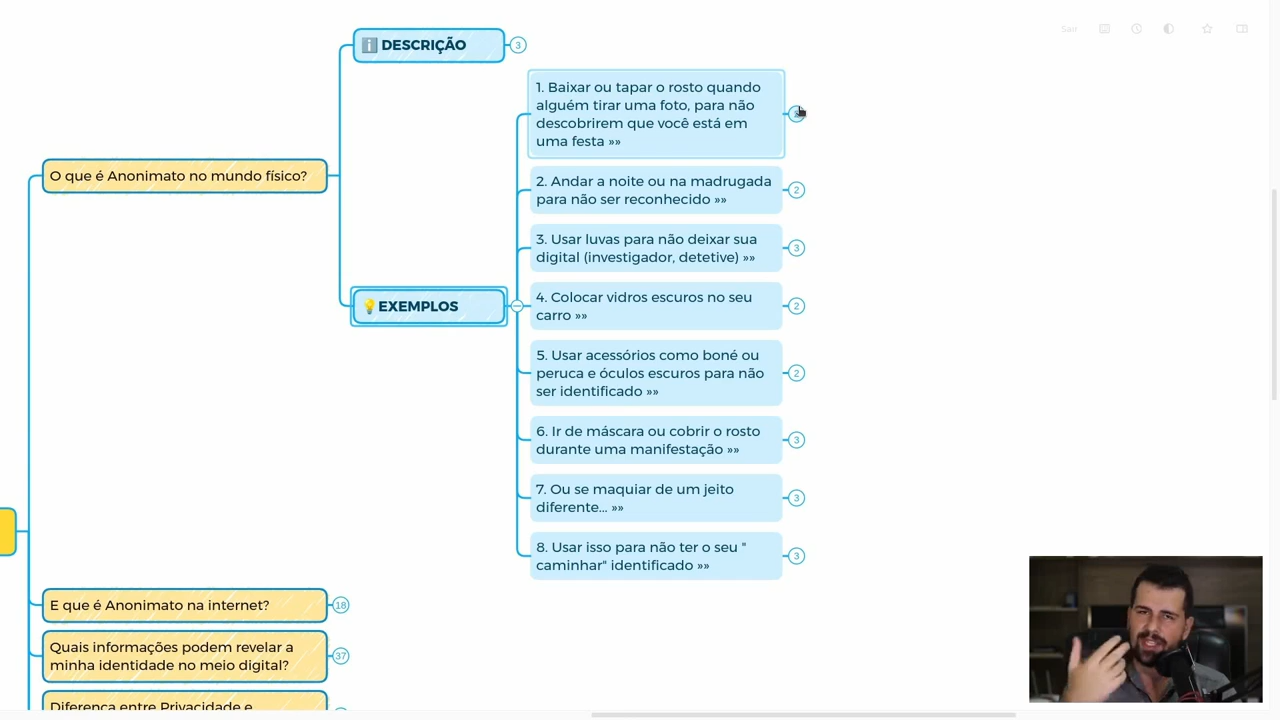 Sair
ℹ️ DESCRIÇÃO
3
1. Baixar ou tapar o rosto quando
alguém tirar uma foto, para não
descobrirem que você está em
uma festa »»
O que é Anonimato no mundo físico?
2. Andar a noite ou na madrugada
para não ser reconhecido »»
2
3. Usar luvas para não deixar sua
digital (investigador, detetive) »»
3
💡EXEMPLOS
4. Colocar vidros escuros no seu
carro »»
2
5. Usar acessórios como boné ou
peruca e óculos escuros para não
ser identificado »»
2
6. Ir de máscara ou cobrir o rosto
durante uma manifestação »»
3
7. Ou se maquiar de um jeito
diferente... »»
3
8. Usar isso para não ter o seu "
caminhar" identificado »»
3
E que é Anonimato na internet?
18
Quais informações podem revelar a
minha identidade no meio digital?
37
Diferença entre Privacidade e